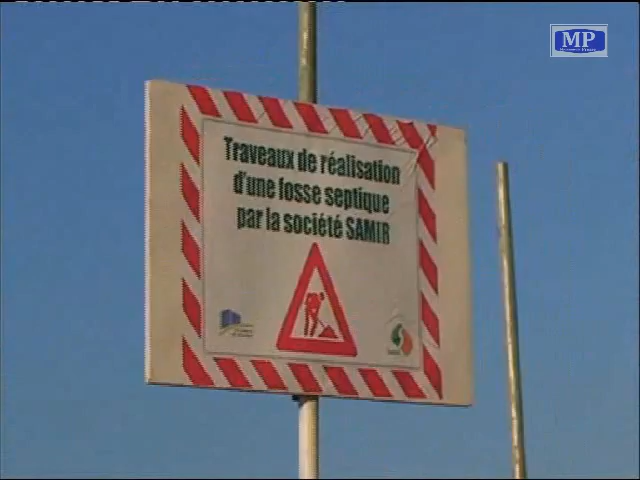 MP
Traveaux de réalisation
d'une fosse septique
par la société SAMIR